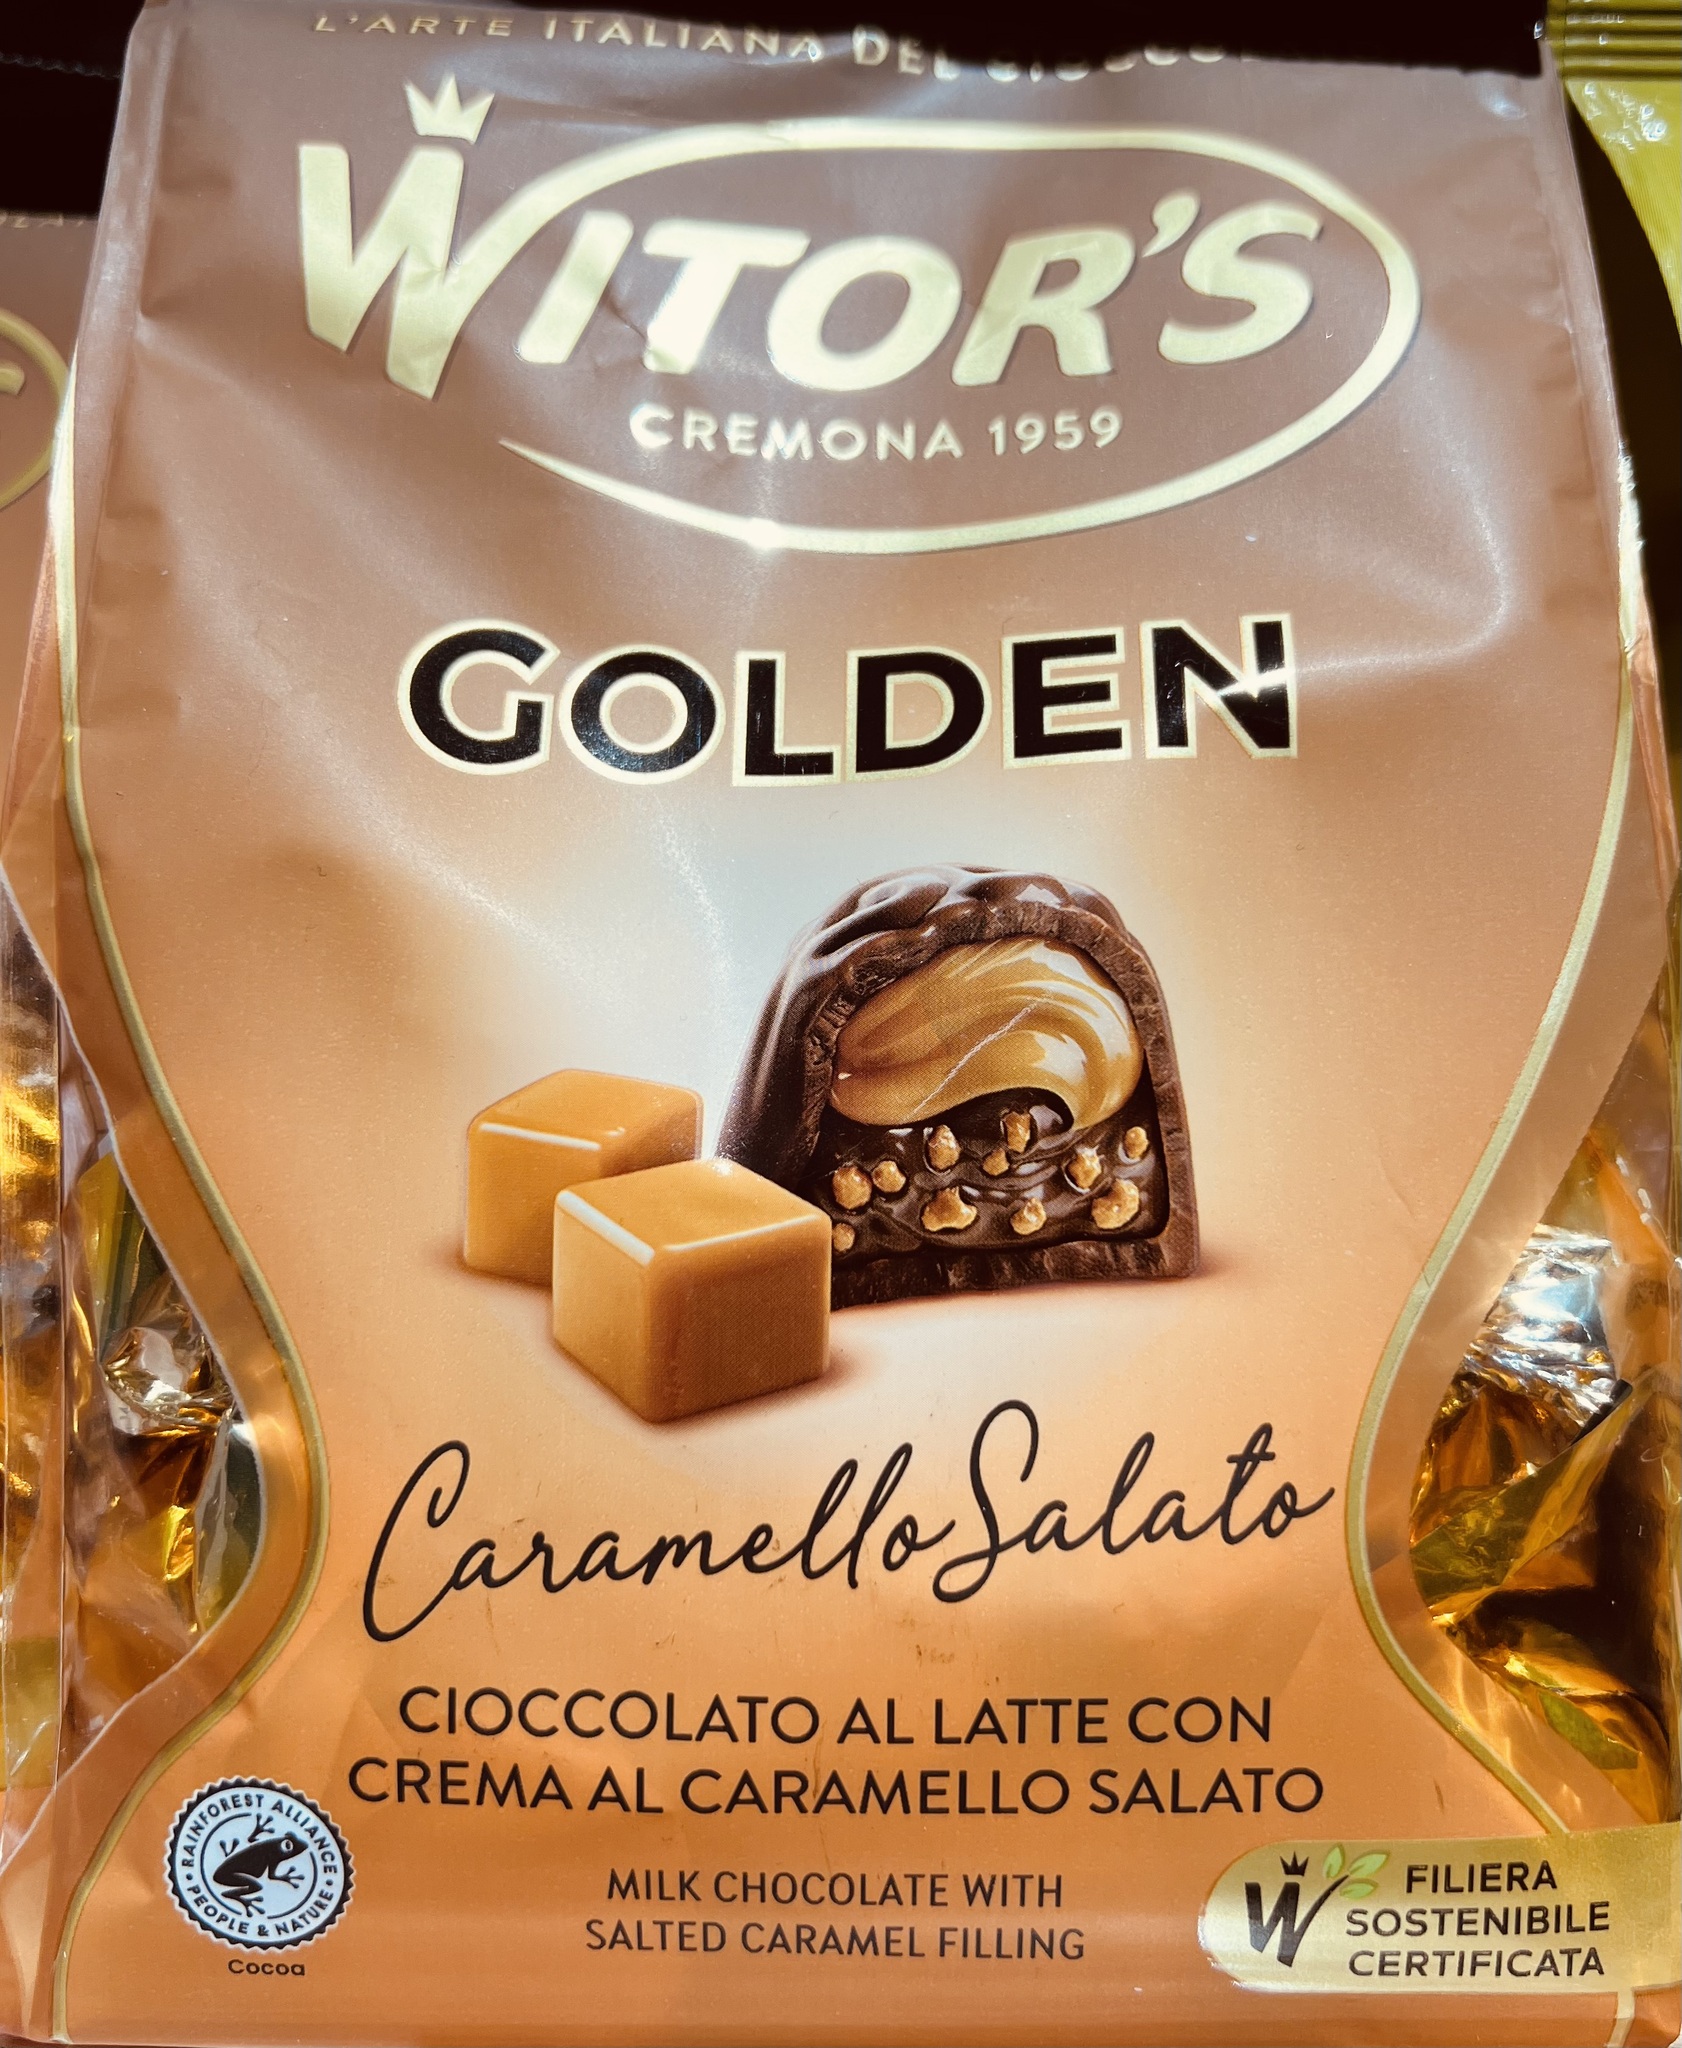 L'ARTE ITALIANA DEL
WITOR'S
CREMONA 1959
GOLDEN
Caramello Salato
CIOCCOLATO AL LATTE CON
CREMA AL CARAMELLO SALATO
MILK CHOCOLATE WITH
SALTED CARAMEL FILLING
RAINFOREST ALLIANCE
PEOPLE & NATURE
Cocoa
W
FILIERA
SOSTENIBILE
CERTIFICATA